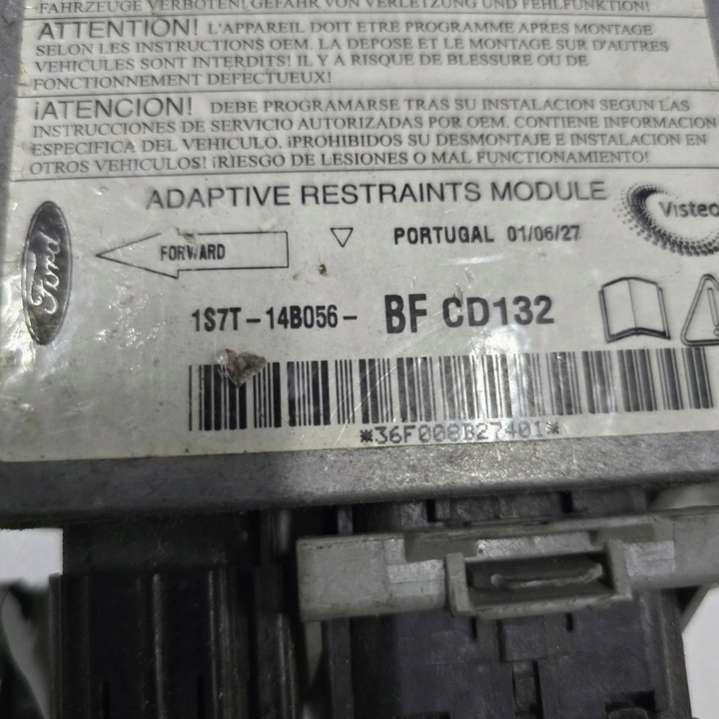 FAHRZEUGE VERBOTEN! GEFAHR VON VERLETZUNG UND FEHLFUNKTION!
ATTENTION! L'APPAREIL DOIT ETRE PROGRAMME APRES MONTAGE
SELON LES INSTRUCTIONS OEM. LA DEPOSE ET LE MONTAGE SUR D'AUTRES
VEHICULES SONT INTERDITS! IL Y A RISQUE DE BLESSURE OU DE
FONCTIONNEMENT DEFECTUEUX!
¡ATENCION! DEBE PROGRAMARSE TRAS SU INSTALACION SEGUN LAS
INSTRUCCIONES DE SERVICIO AUTORIZADAS POR OEM. CONTIENE INFORMACION
ESPECIFICA DEL VEHICULO. ¡PROHIBIDOS SU DESMONTAJE E INSTALACION EN
OTROS VEHICULOS! ¡RIESGO DE LESIONES O MAL FUNCIONAMIENTO!
ADAPTIVE RESTRAINTS MODULE
Visteo
Ford
FORWARD
PORTUGAL 01/06/27
1S7T-14B056- BF CD132
*36F008B27401*